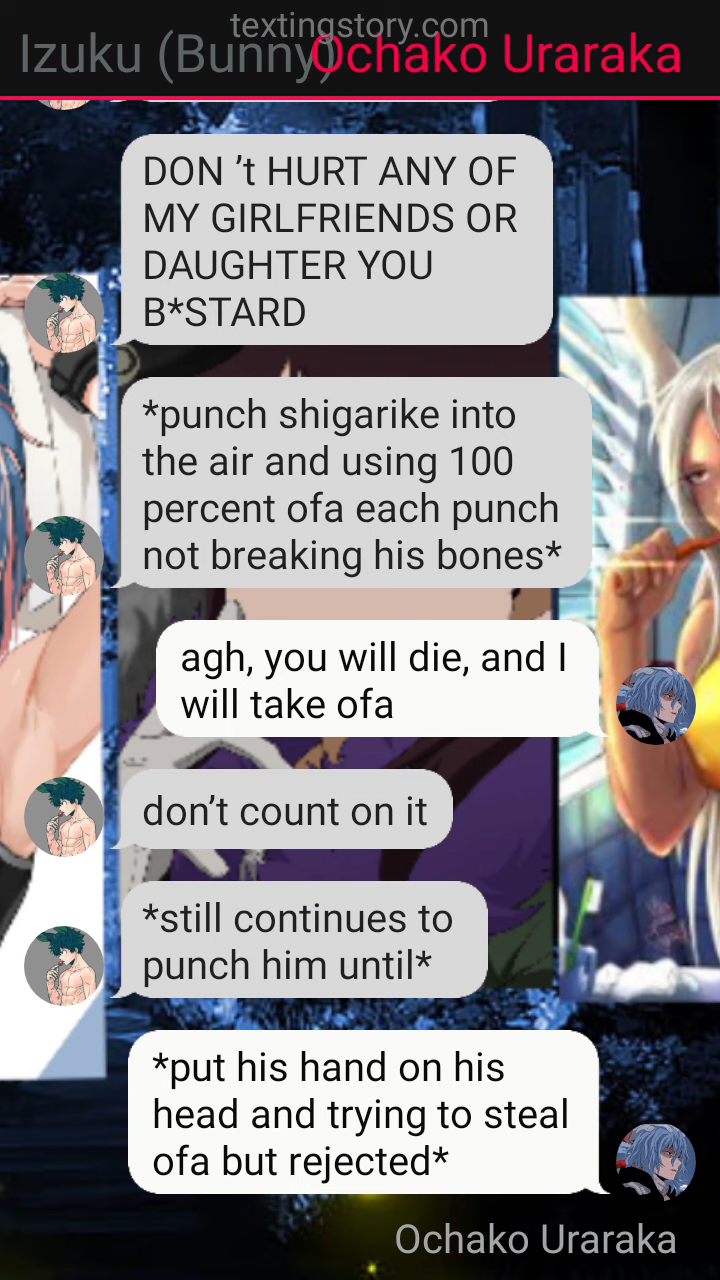 textingstory.com
Izuku (Bunny)
Ochako Uraraka
DON ’t HURT ANY OF
MY GIRLFRIENDS OR
DAUGHTER YOU
B*STARD
*punch shigarike into
the air and using 100
percent ofa each punch
not breaking his bones*
agh, you will die, and I
will take ofa
don’t count on it
*still continues to
punch him until*
*put his hand on his
head and trying to steal
ofa but rejected*
Ochako Uraraka